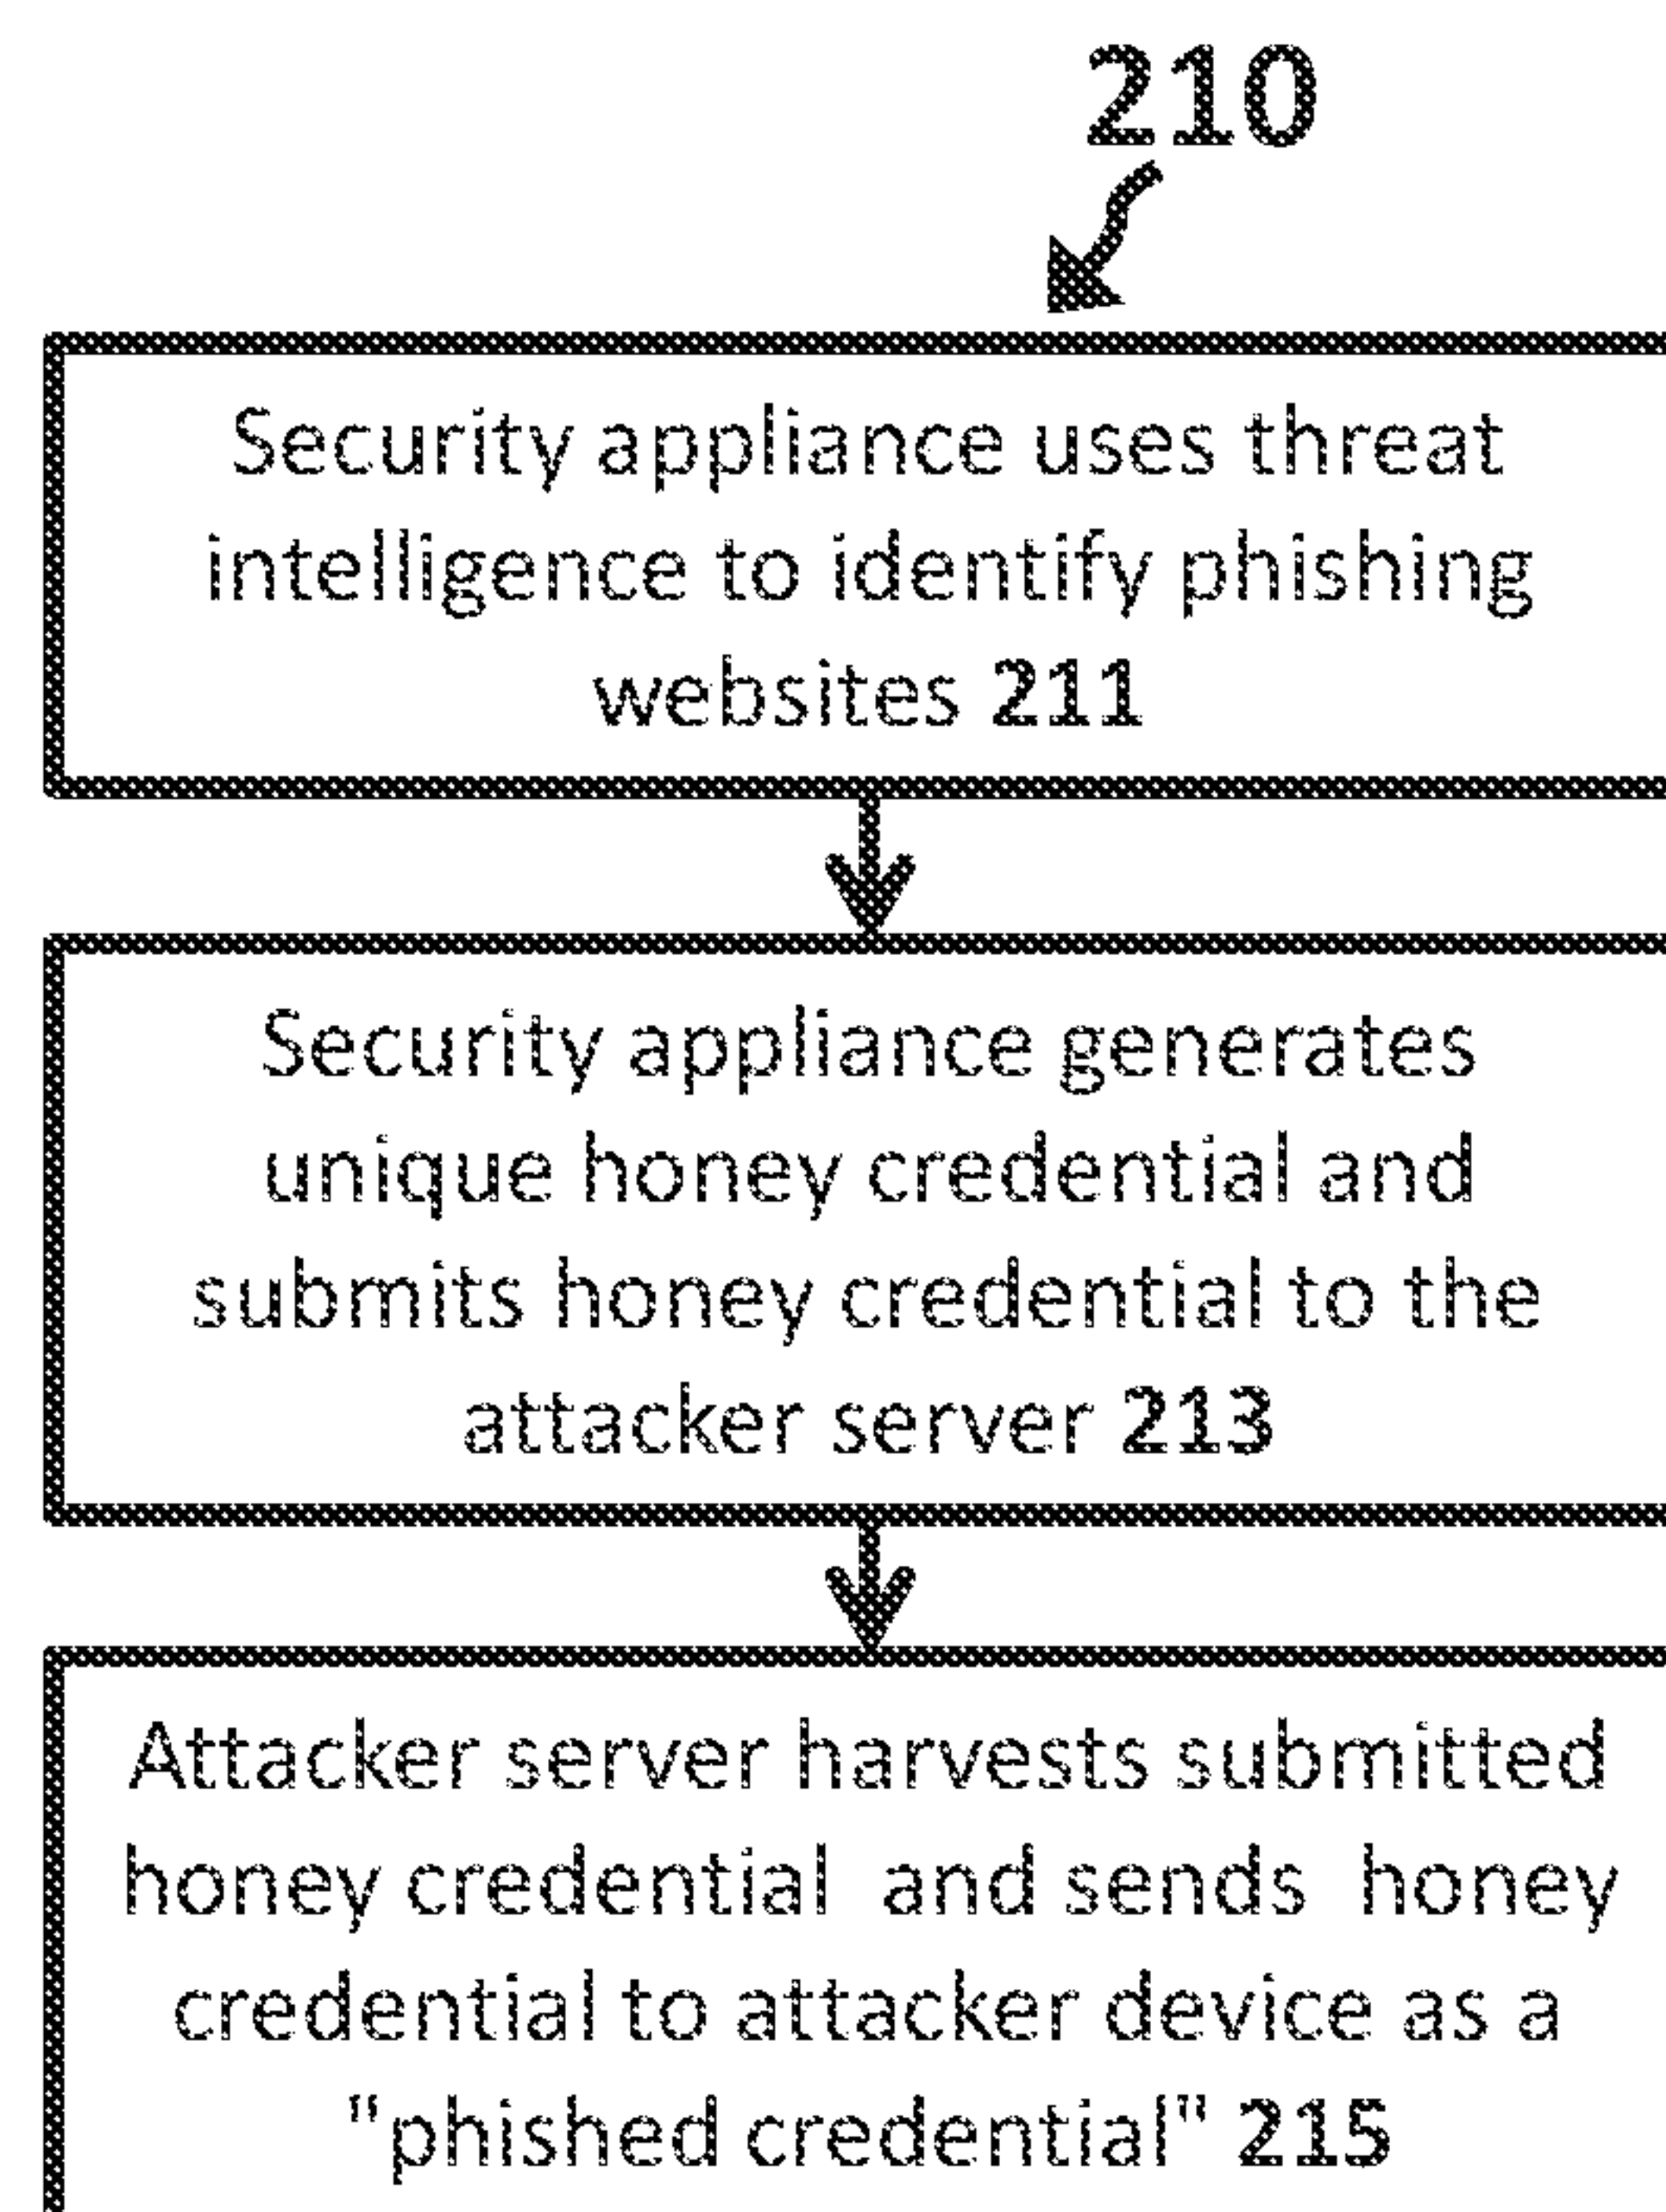 210
Security appliance uses threat
intelligence to identify phishing
websites 211
Security appliance generates
unique honey credential and
submits honey credential to the
attacker server 213
Attacker server harvests submitted
honey credential and sends honey
credential to attacker device as a
"phished credential" 215